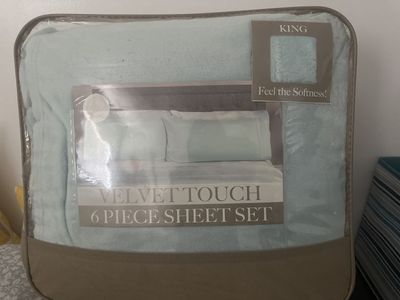 KING
Feel the Softness!
VELVET TOUCH
6 PIECE SHEET SET